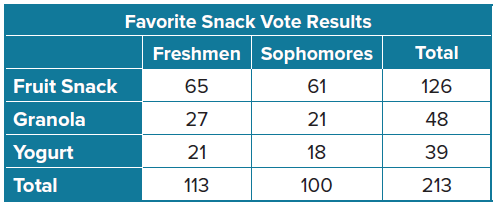 Favorite Snack Vote Results
Freshmen Sophomores Total
Fruit Snack 65 61 126
Granola 27 21 48
Yogurt 21 18 39
Total 113 100 213